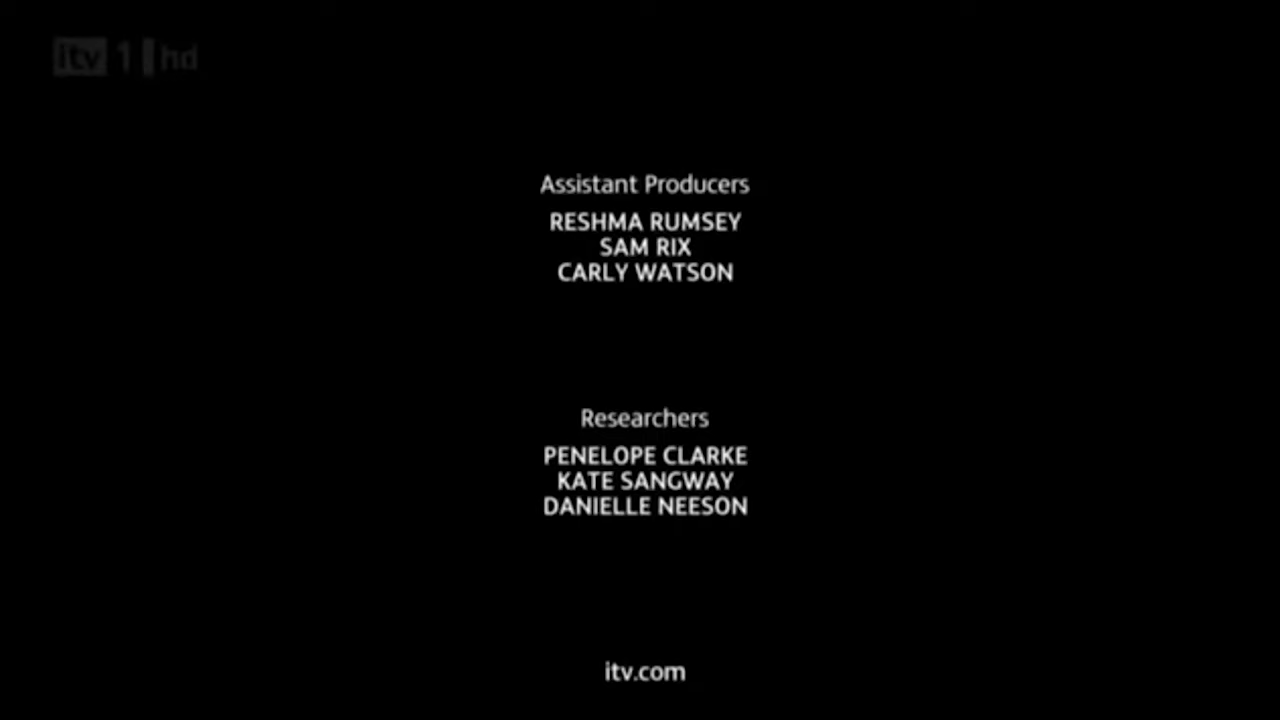 itv 1 hd
Assistant Producers
RESHMA RUMSEY
SAM RIX
CARLY WATSON
Researchers
PENELOPE CLARKE
KATE SANGWAY
DANIELLE NEESON
itv.com